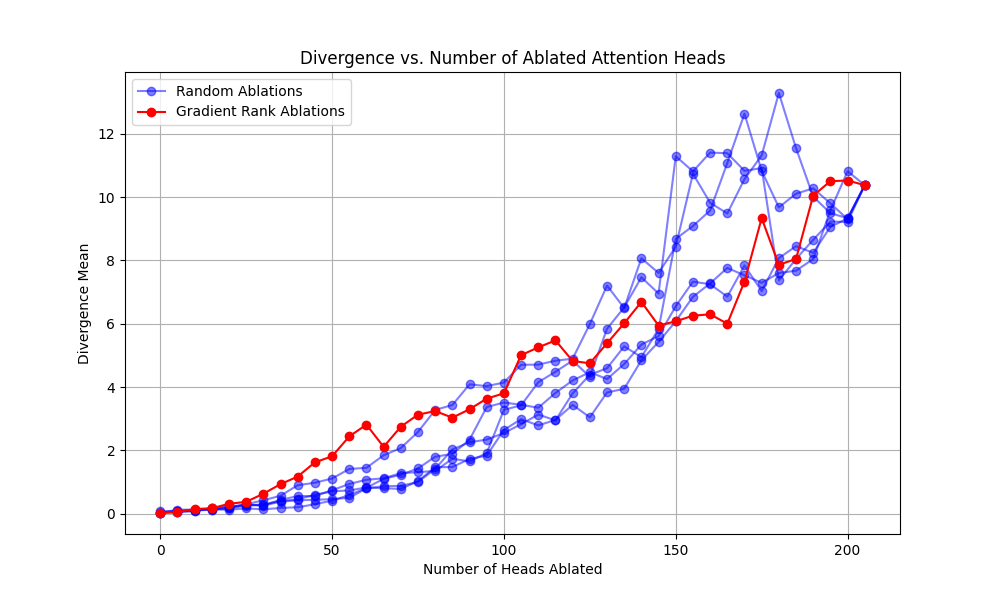 Divergence vs. Number of Ablated Attention Heads
Random Ablations
Gradient Rank Ablations
Divergence Mean
12
10
8
6
4
2
0
0 50 100 150 200
Number of Heads Ablated